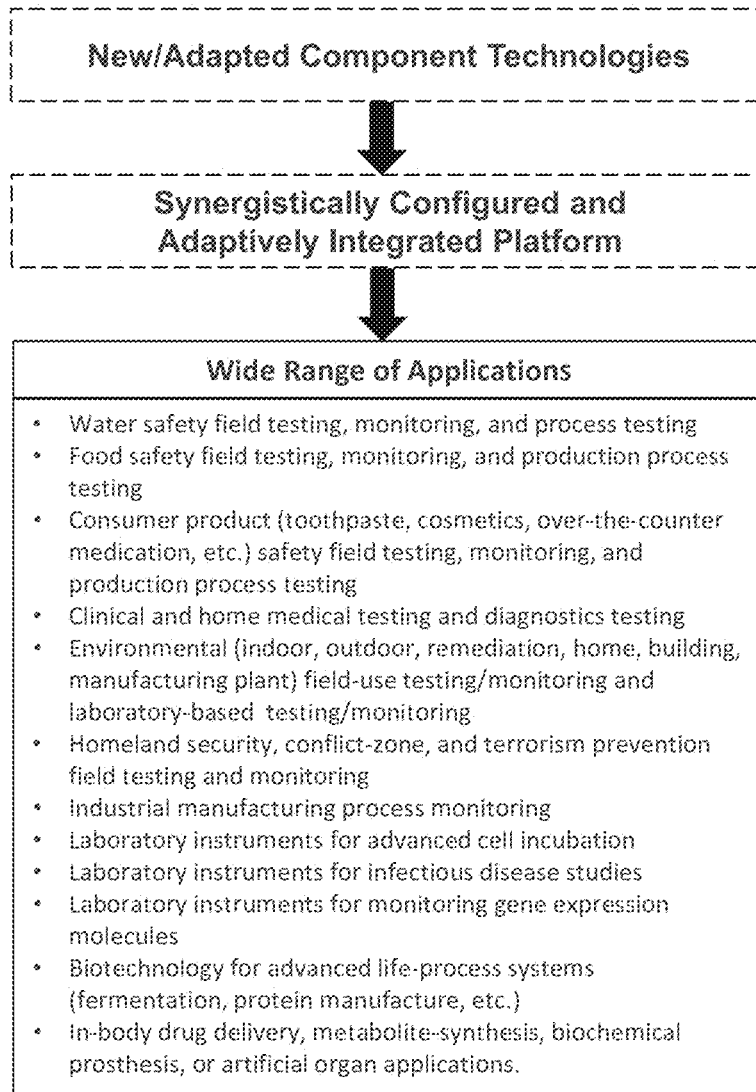 New/Adapted Component Technologies
Synergistically Configured and
Adaptively Integrated Platform
Wide Range of Applications
• Water safety field testing, monitoring, and process testing
• Food safety field testing, monitoring, and production process
testing
• Consumer product (toothpaste, cosmetics, over-the-counter
medication, etc.) safety field testing, monitoring, and
production process testing
• Clinical and home medical testing and diagnostics testing
• Environmental (indoor, outdoor, remediation, home, building,
manufacturing plant) field-use testing/monitoring and
laboratory-based testing/monitoring
• Homeland security, conflict-zone, and terrorism prevention
field testing and monitoring
• Industrial manufacturing process monitoring
• Laboratory instruments for advanced cell incubation
• Laboratory instruments for infectious disease studies
• Laboratory instruments for monitoring gene expression
molecules
• Biotechnology for advanced life-process systems
(fermentation, protein manufacture, etc.)
• In-body drug delivery, metabolite-synthesis, biochemical
prosthesis, or artificial organ applications.